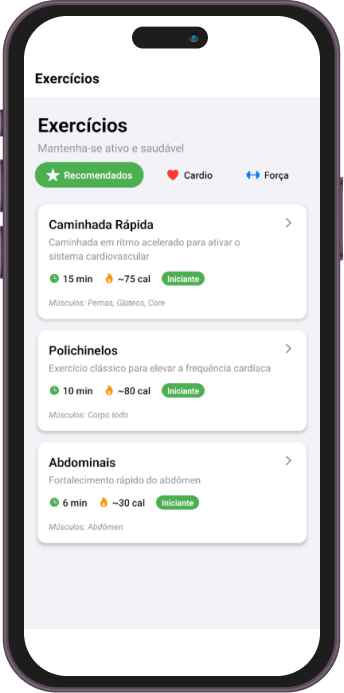 Exercícios
Exercícios
Mantenha-se ativo e saudável
Recomendados Cardio Força
Caminhada Rápida
Caminhada em ritmo acelerado para ativar o
sistema cardiovascular
15 min ~75 cal Iniciante
Músculos: Pernas, Glúteos, Core
Polichinelos
Exercício clássico para elevar a frequência cardíaca
10 min ~80 cal Iniciante
Músculos: Corpo todo
Abdominais
Fortalecimento rápido do abdômen
6 min ~30 cal Iniciante
Músculos: Abdômen